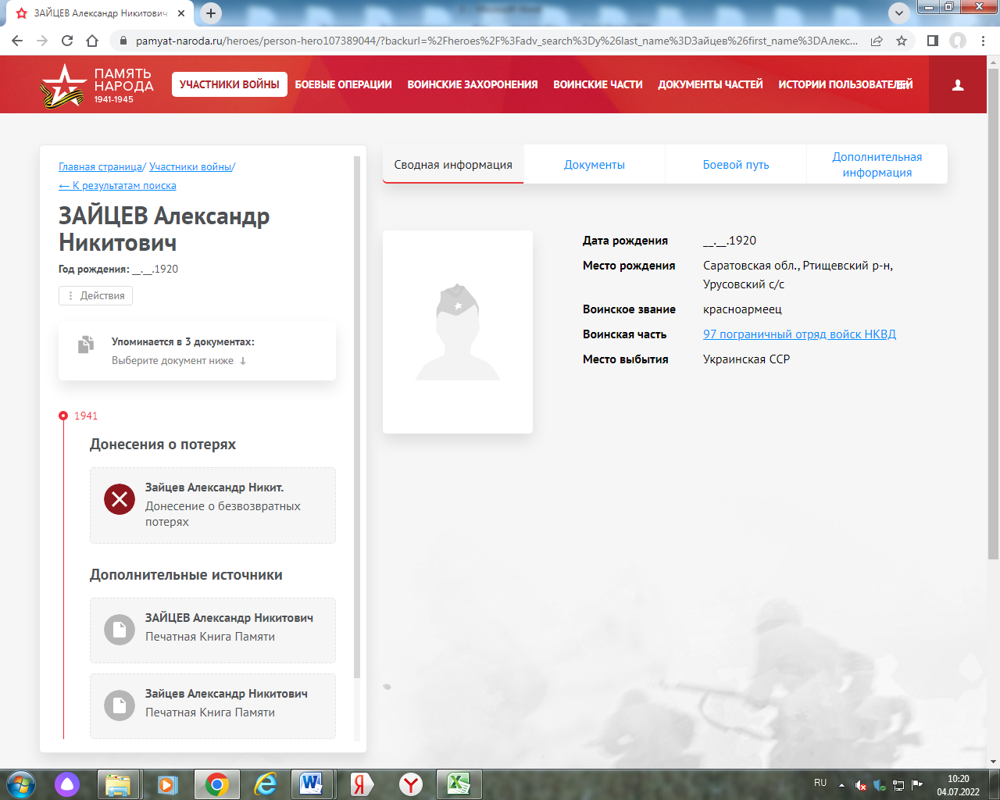 ЗАЙЦЕВ Александр Никитович
pamyat-naroda.ru/heroes/person-hero107389044/?backurl=%2Fheroes%2F%3Fadv_search%3Dy%26last_name%3DЗайцев%26first_name%3DАлекс...
ПАМЯТЬ
НАРОДА
1941-1945
УЧАСТНИКИ ВОЙНЫ
БОЕВЫЕ ОПЕРАЦИИ
ВОИНСКИЕ ЗАХОРОНЕНИЯ
ВОИНСКИЕ ЧАСТИ
ДОКУМЕНТЫ ЧАСТЕЙ
ИСТОРИИ ПОЛЬЗОВАТЕЛЕЙ
Главная страница/ Участники войны/
← К результатам поиска
ЗАЙЦЕВ Александр
Никитович
Год рождения: __.__.1920
Действия
Упоминается в 3 документах:
Выберите документ ниже ↓
1941
Донесения о потерях
Зайцев Александр Никит.
Донесение о безвозвратных
потерях
Дополнительные источники
ЗАЙЦЕВ Александр Никитович
Печатная Книга Памяти
Зайцев Александр Никитович
Печатная Книга Памяти
Сводная информация
Документы
Боевой путь
Дополнительная
информация
Дата рождения __.__.1920
Место рождения Саратовская обл., Ртищевский р-н,
Урусовский с/с
Воинское звание красноармеец
Воинская часть 97 пограничный отряд войск НКВД
Место выбытия Украинская ССР
RU
10:20
04.07.2022